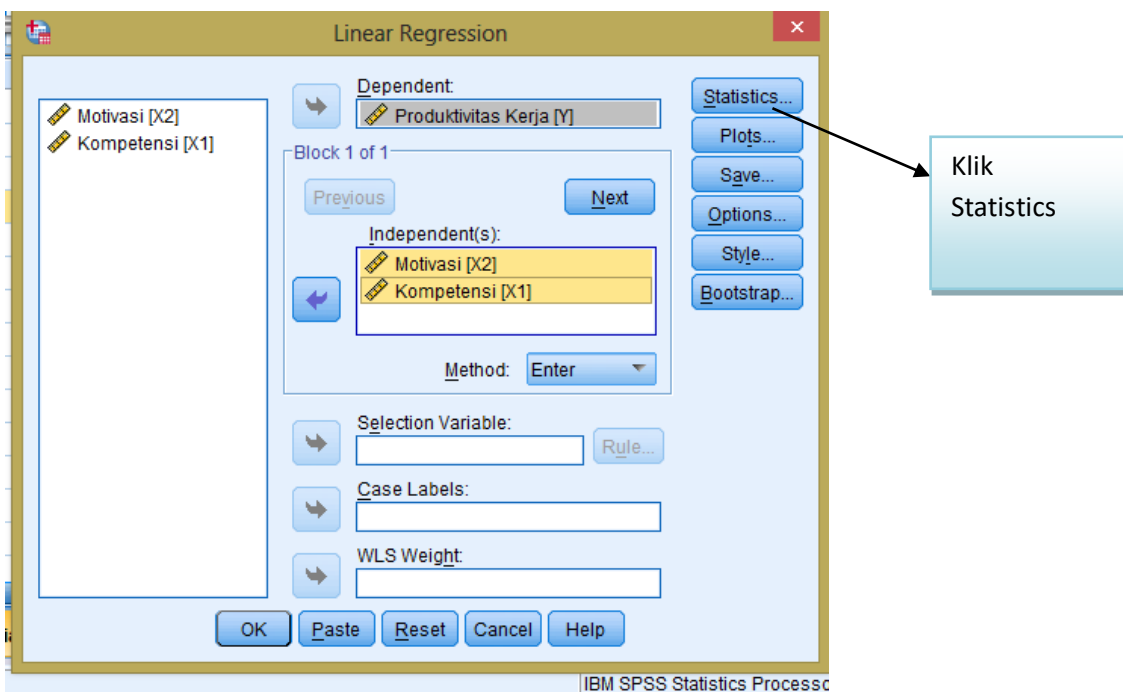 Linear Regression
Motivasi [X2]
Kompetensi [X1]
Dependent:
Produktivitas Kerja [Y]
Block 1 of 1
Previous
Next
Independent(s):
Motivasi [X2]
Kompetensi [X1]
Method:
Enter
Selection Variable:
Rule...
Case Labels:
WLS Weight:
Statistics...
Plots...
Save...
Options...
Style...
Bootstrap...
OK
Paste
Reset
Cancel
Help
Klik
Statistics
IBM SPSS Statistics